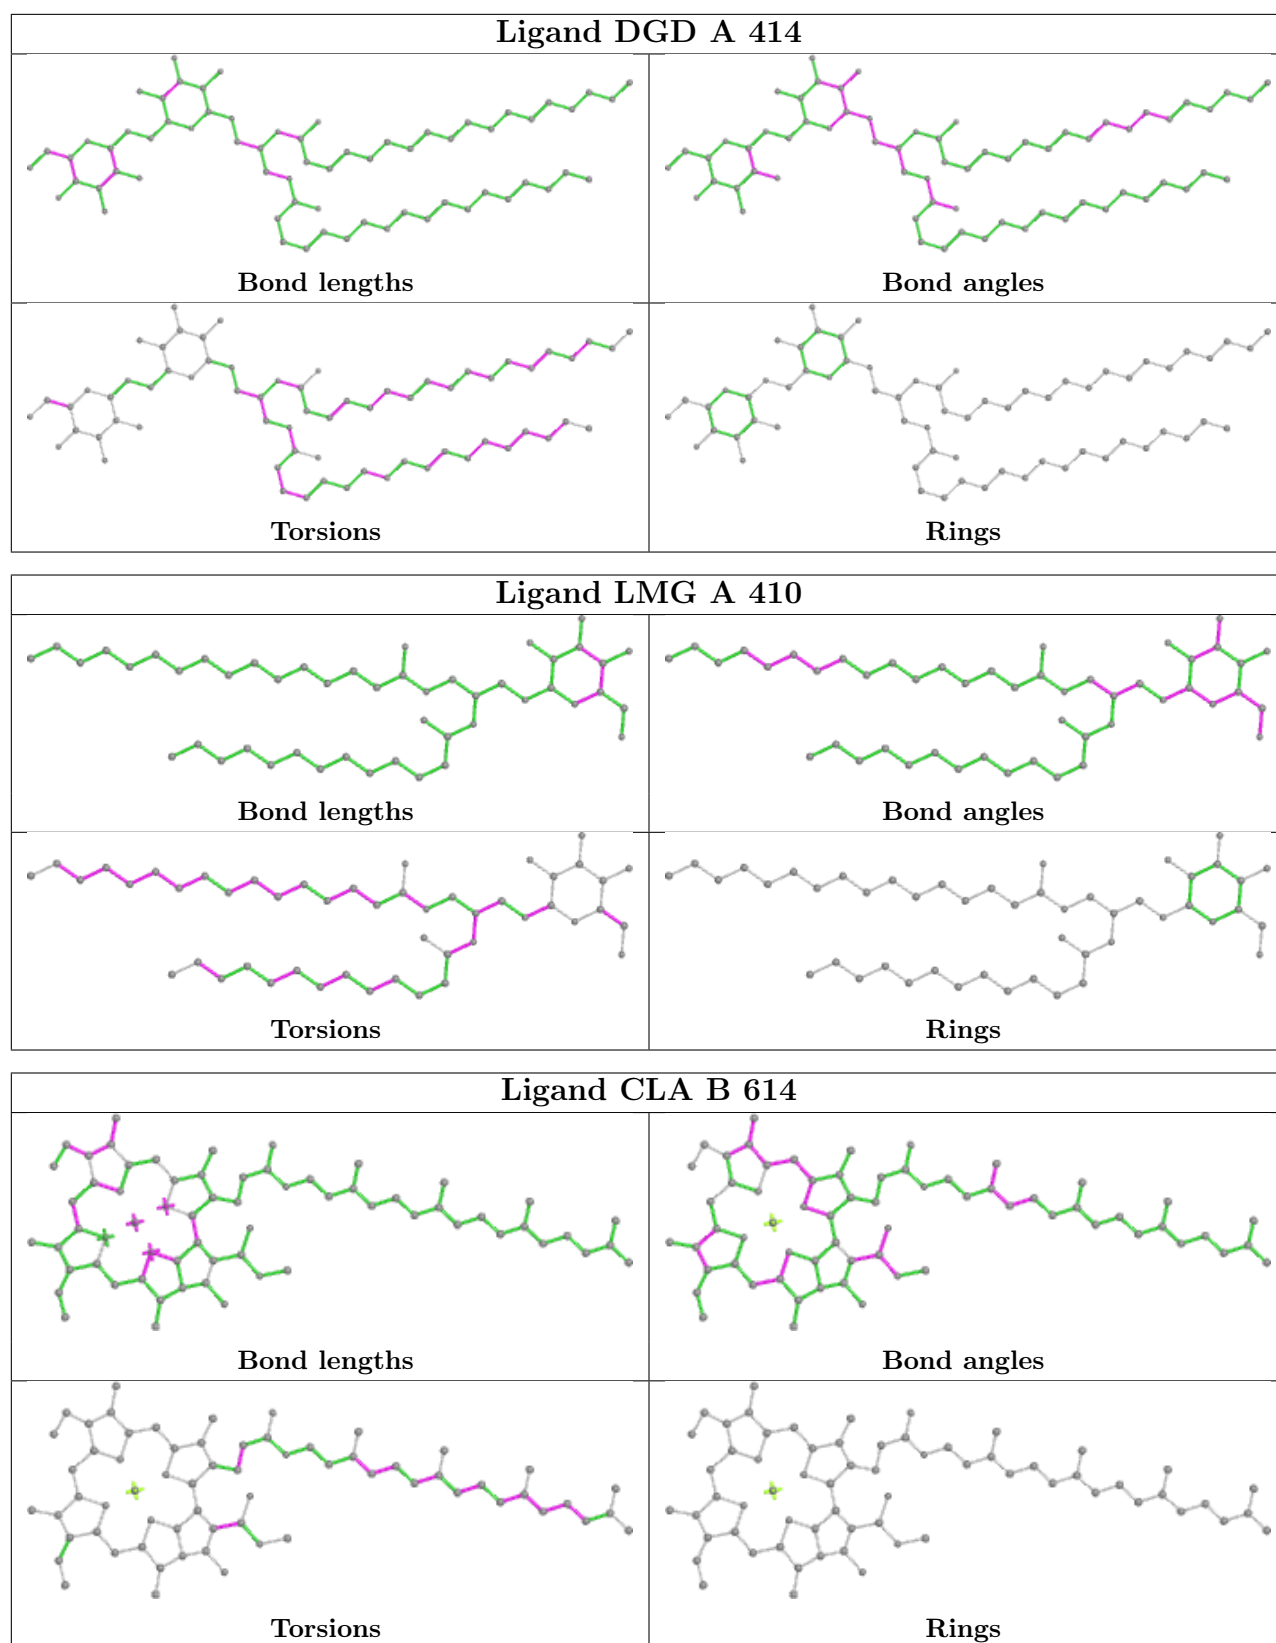 Ligand DGD A 414
Bond lengths
Bond angles
Torsions
Rings
Ligand LMG A 410
Bond lengths
Bond angles
Torsions
Rings
Ligand CLA B 614
Bond lengths
Bond angles
Torsions
Rings